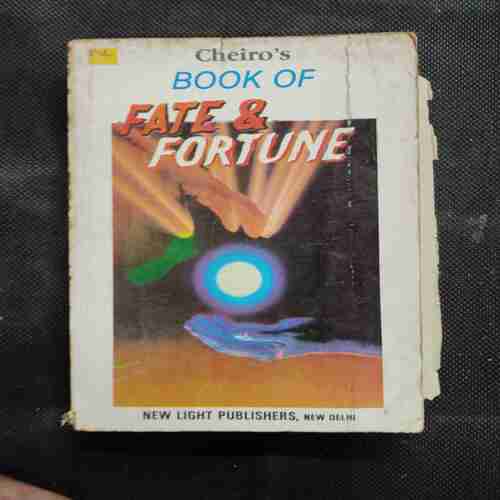 Cheiro's
BOOK OF
FATE &
FORTUNE
NEW LIGHT PUBLISHERS, NEW DELHI